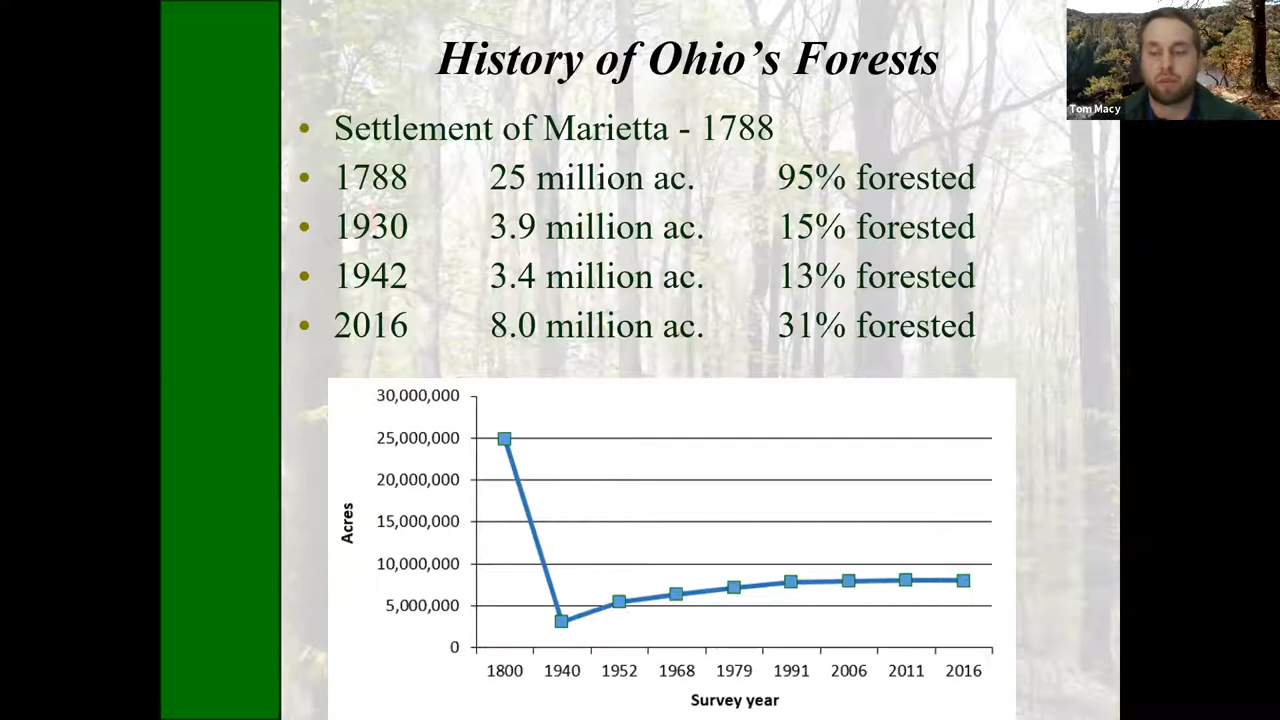 History of Ohio's Forests
Tom Macy
• Settlement of Marietta - 1788
• 1788 25 million ac. 95% forested
• 1930 3.9 million ac. 15% forested
• 1942 3.4 million ac. 13% forested
• 2016 8.0 million ac. 31% forested
30,000,000
25,000,000
20,000,000
15,000,000
10,000,000
5,000,000
0
Acres
1800 1940 1952 1968 1979 1991 2006 2011 2016
Survey year